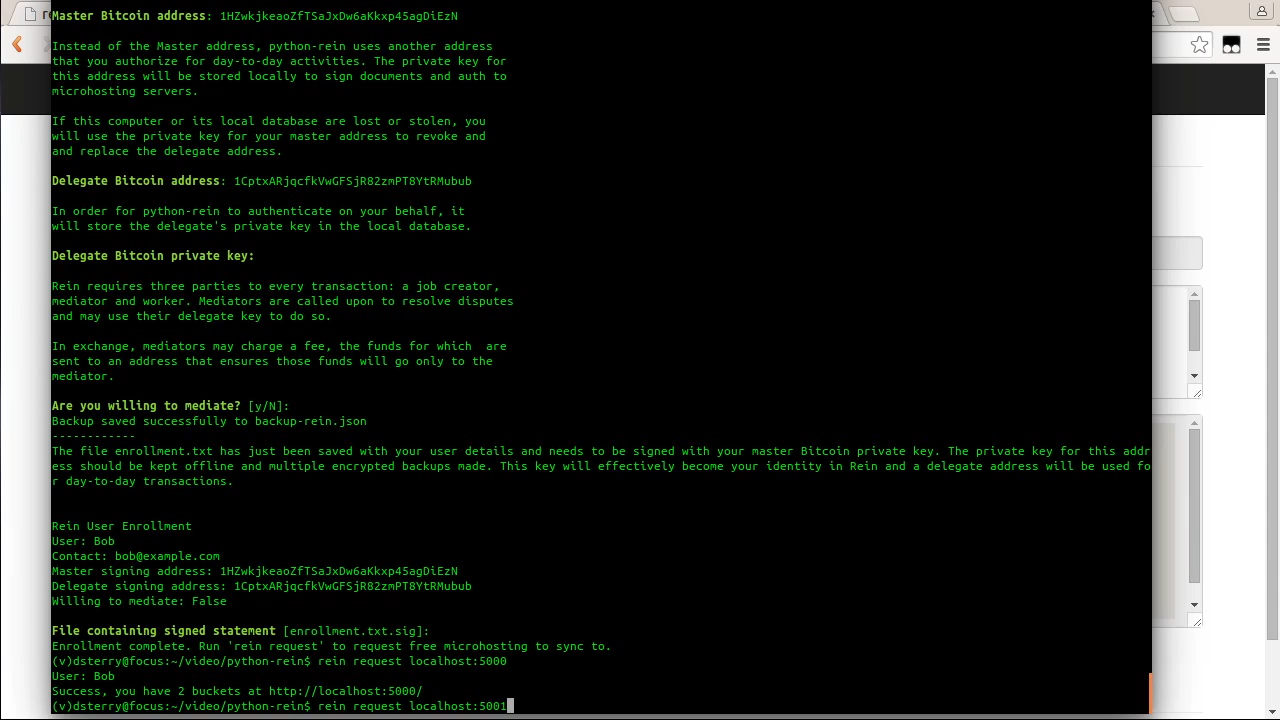 Master Bitcoin address: 1HZwkjkeaoZfTSaJxDw6aKkxp45agDiEzN
Instead of the Master address, python-rein uses another address
that you authorize for day-to-day activities. The private key for
this address will be stored locally to sign documents and auth to
microhosting servers.
If this computer or its local database are lost or stolen, you
will use the private key for your master address to revoke and
and replace the delegate address.
Delegate Bitcoin address: 1CptxARjqcfkVwGFSjR82zmPT8YtRMubub
In order for python-rein to authenticate on your behalf, it
will store the delegate's private key in the local database.
Delegate Bitcoin private key:
Rein requires three parties to every transaction: a job creator,
mediator and worker. Mediators are called upon to resolve disputes
and may use their delegate key to do so.
In exchange, mediators may charge a fee, the funds for which  are
sent to an address that ensures those funds will go only to the
mediator.
Are you willing to mediate? [y/N]:
Backup saved successfully to backup-rein.json
------------
The file enrollment.txt has just been saved with your user details and needs to be signed with your master Bitcoin private key. The private key for this addr
ess should be kept offline and multiple encrypted backups made. This key will effectively become your identity in Rein and a delegate address will be used fo
r day-to-day transactions.
Rein User Enrollment
User: Bob
Contact: bob@example.com
Master signing address: 1HZwkjkeaoZfTSaJxDw6aKkxp45agDiEzN
Delegate signing address: 1CptxARjqcfkVwGFSjR82zmPT8YtRMubub
Willing to mediate: False
File containing signed statement [enrollment.txt.sig]:
Enrollment complete. Run 'rein request' to request free microhosting to sync to.
(v)dsterry@focus:~/video/python-rein$ rein request localhost:5000
User: Bob
Success, you have 2 buckets at http://localhost:5000/
(v)dsterry@focus:~/video/python-rein$ rein request localhost:5001